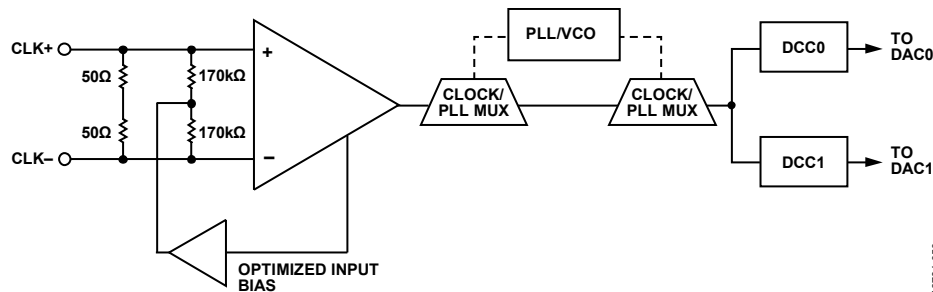 CLK+
50Ω
170kΩ
+
50Ω
170kΩ
CLK–
–
OPTIMIZED INPUT
BIAS
PLL/VCO
CLOCK/
PLL MUX
CLOCK/
PLL MUX
DCC0
TO
DAC0
DCC1
TO
DAC1